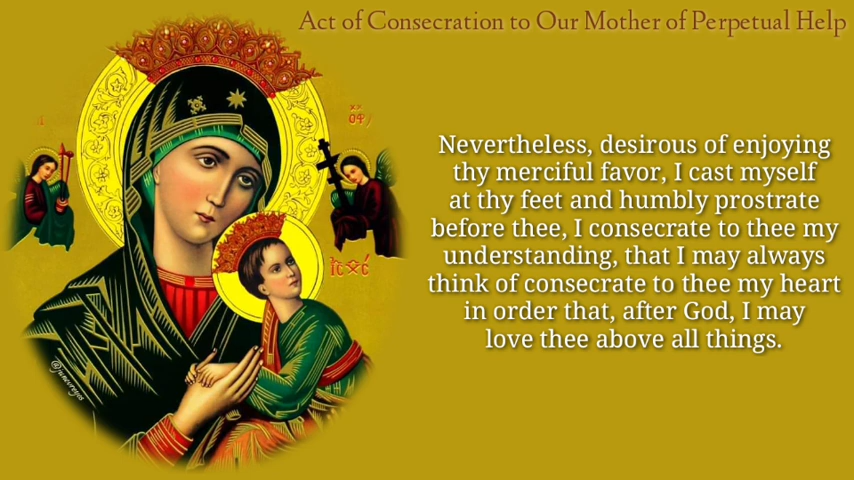 Act of Consecration to Our Mother of Perpetual Help
Nevertheless, desirous of enjoying
thy merciful favor, I cast myself
at thy feet and humbly prostrate
before thee, I consecrate to thee my
understanding, that I may always
think of consecrate to thee my heart
in order that, after God, I may
love thee above all things.